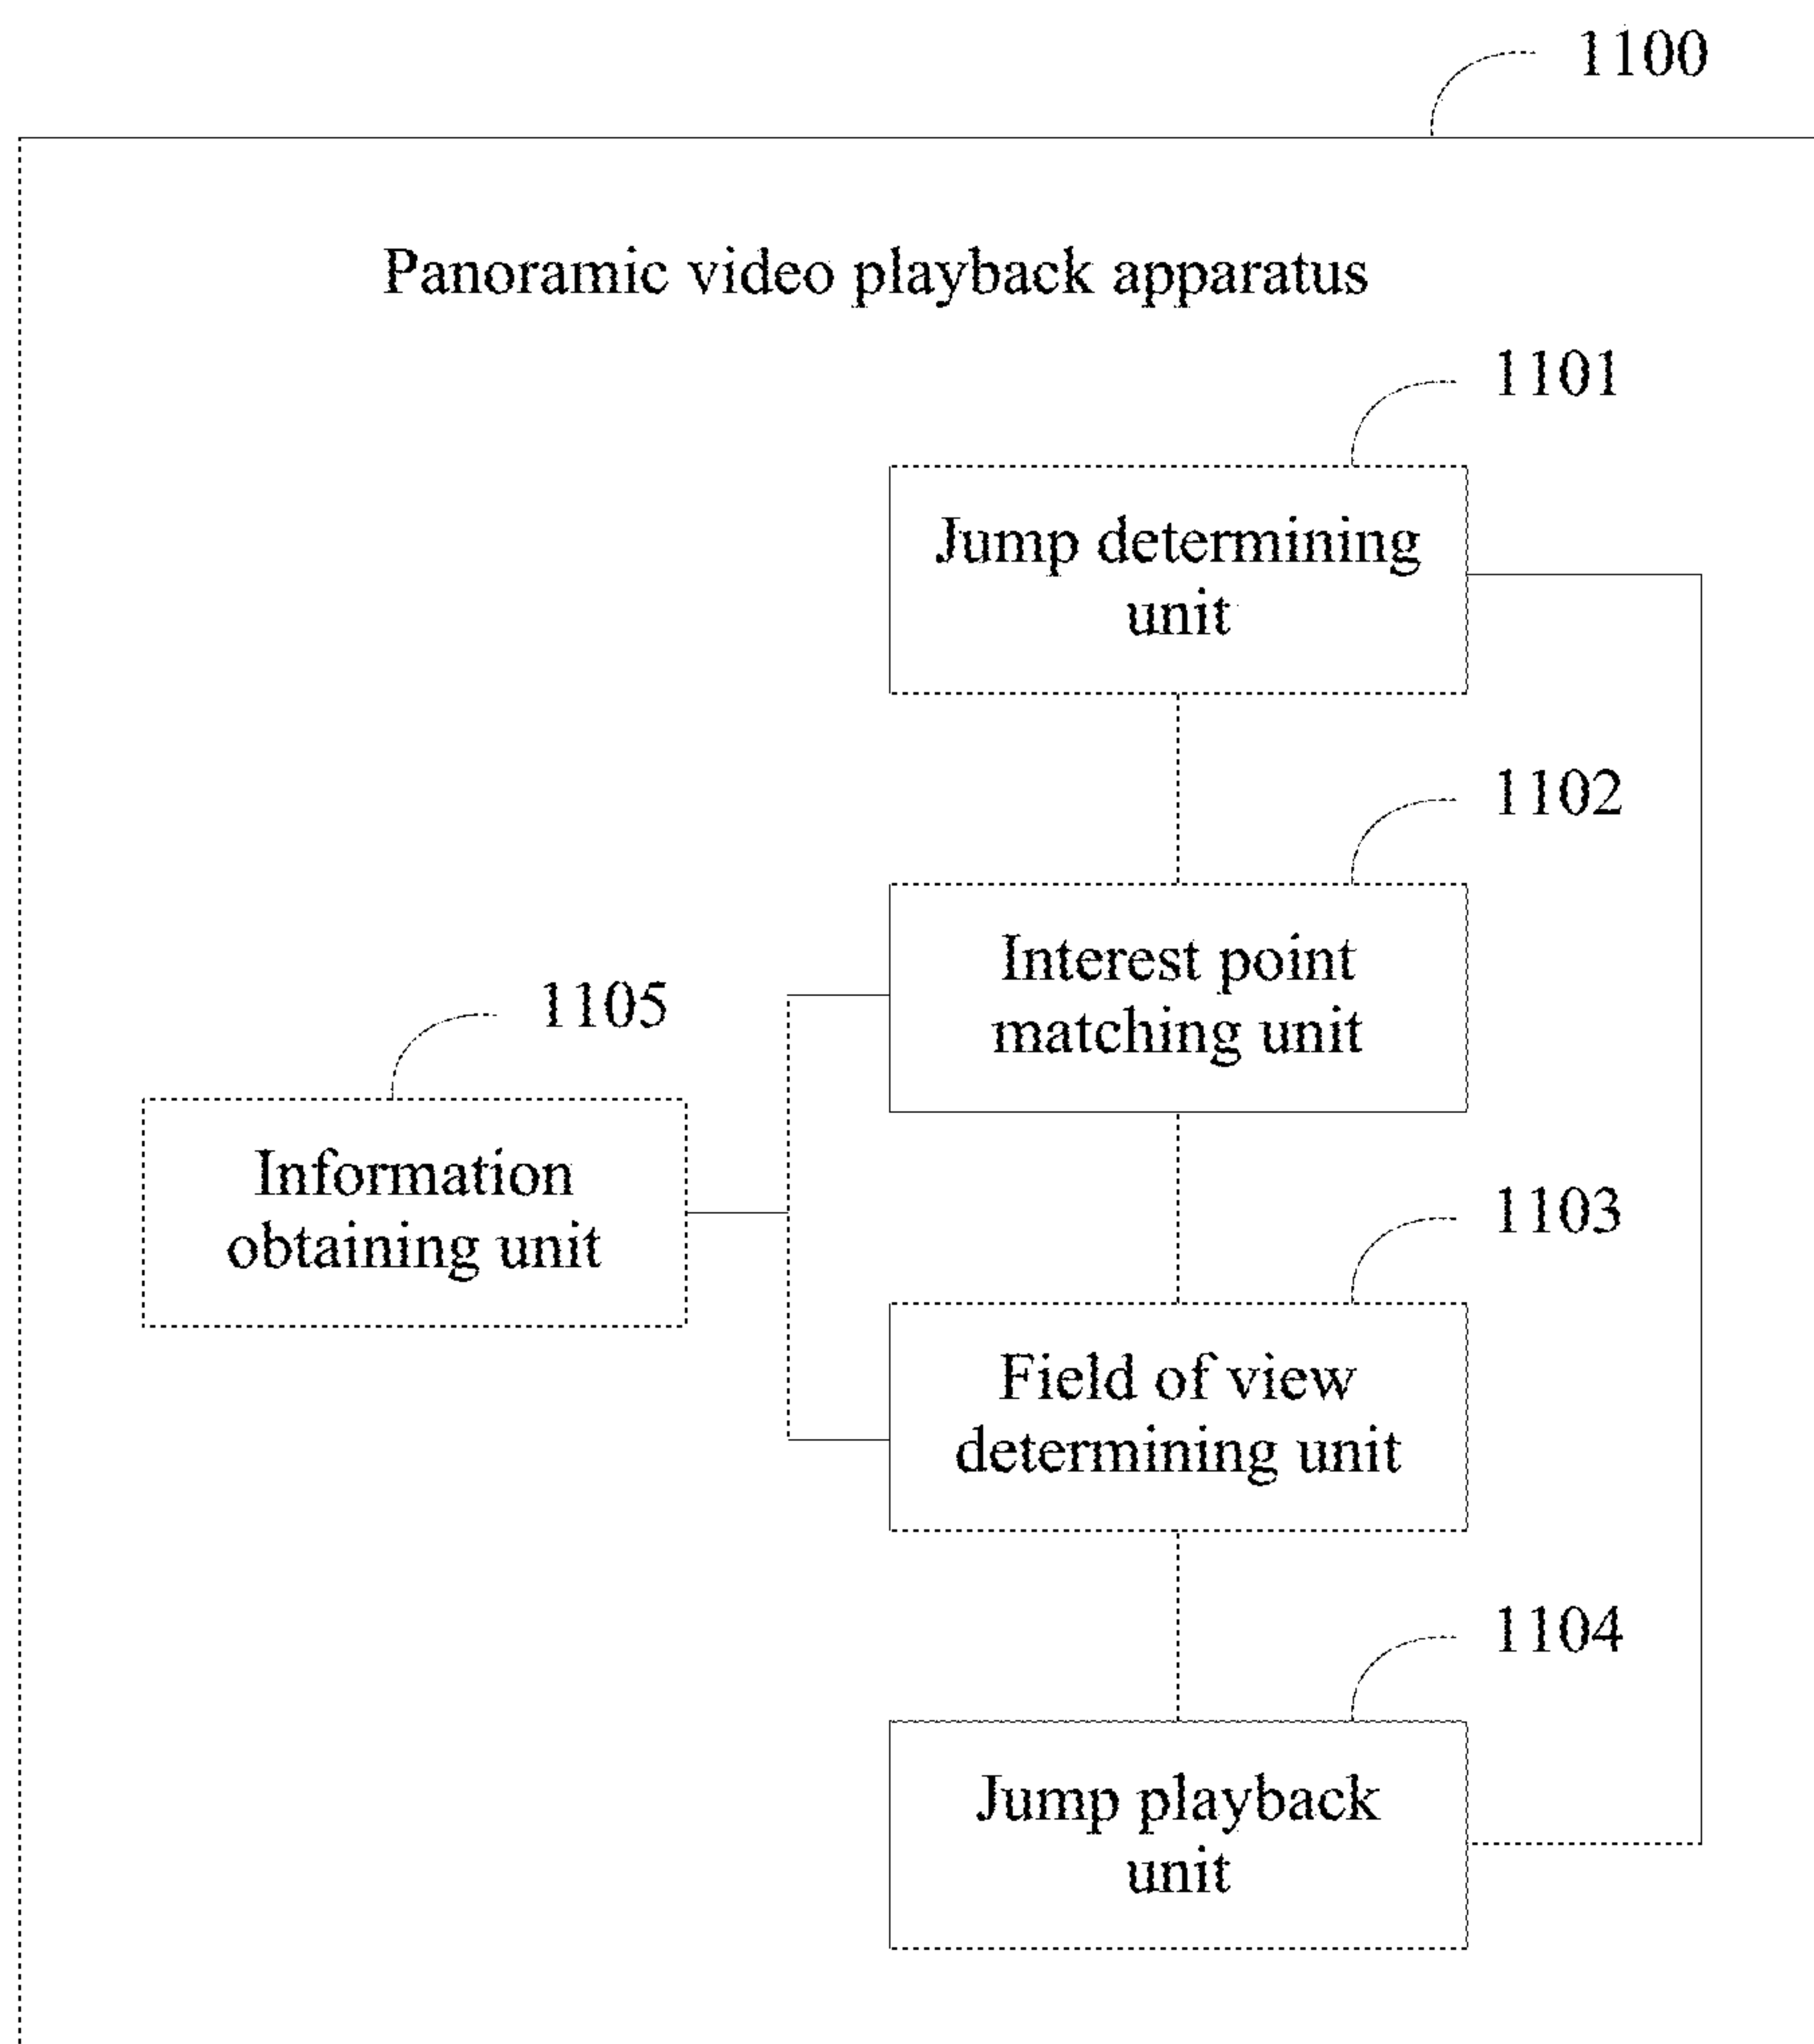 1100
Panoramic video playback apparatus
1101
Jump determining
unit
1102
Interest point
matching unit
1105
Information
obtaining unit
1103
Field of view
determining unit
1104
Jump playback
unit